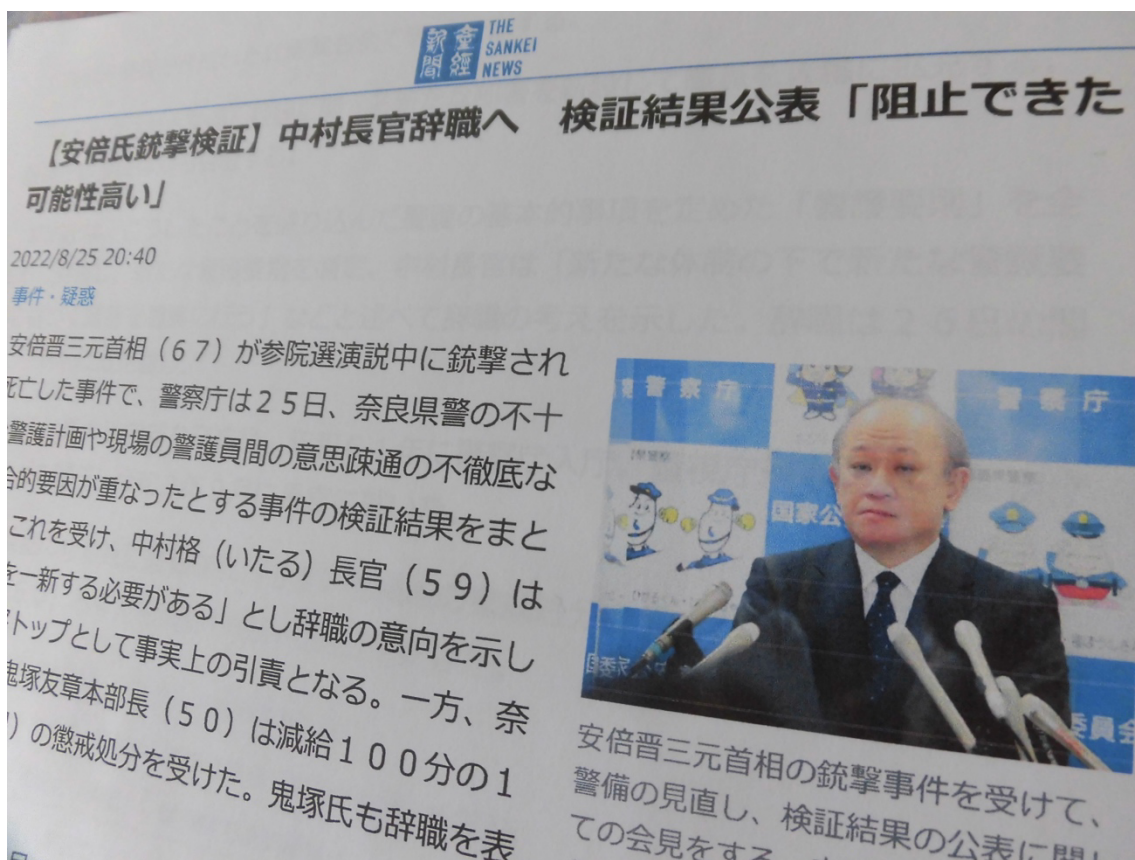 産經新聞
THE
SANKEI
NEWS
【安倍氏銃撃検証】中村長官辞職へ　検証結果公表「阻止できた
可能性高い」
2022/8/25 20:40
事件・疑惑
安倍晋三元首相（６７）が参院選演説中に銃撃され
死亡した事件で、警察庁は２５日、奈良県警の不十
警護計画や現場の警護員間の意思疎通の不徹底な
合的要因が重なったとする事件の検証結果をまと
これを受け、中村格（いたる）長官（５９）は
を一新する必要がある」とし辞職の意向を示し
トップとして事実上の引責となる。一方、奈
鬼塚友章本部長（５０）は減給１００分の１
）の懲戒処分を受けた。鬼塚氏も辞職を表
警察庁
警察庁
国家公
委員会
安倍晋三元首相の銃撃事件を受けて、
警備の見直し、検証結果の公表に関し
ての会見をする